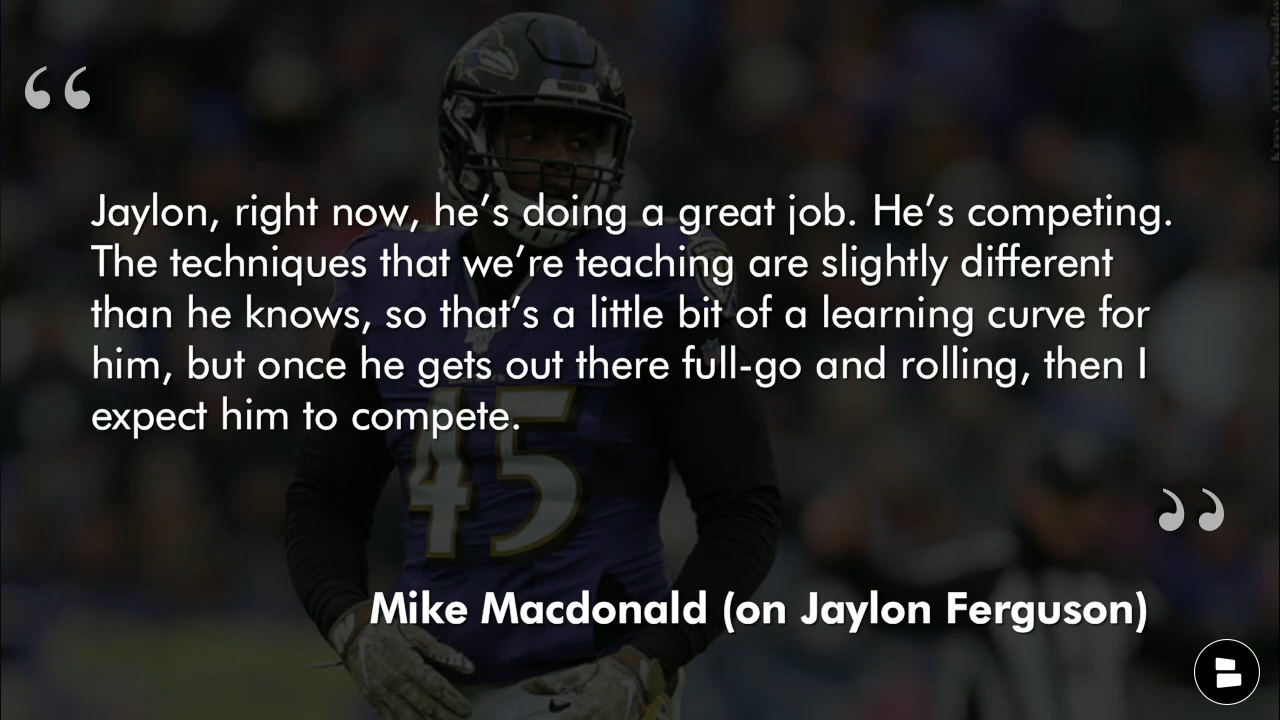 “
Jaylon, right now, he’s doing a great job. He’s competing.
The techniques that we’re teaching are slightly different
than he knows, so that’s a little bit of a learning curve for
him, but once he gets out there full-go and rolling, then I
expect him to compete.
45
”
Mike Macdonald (on Jaylon Ferguson)